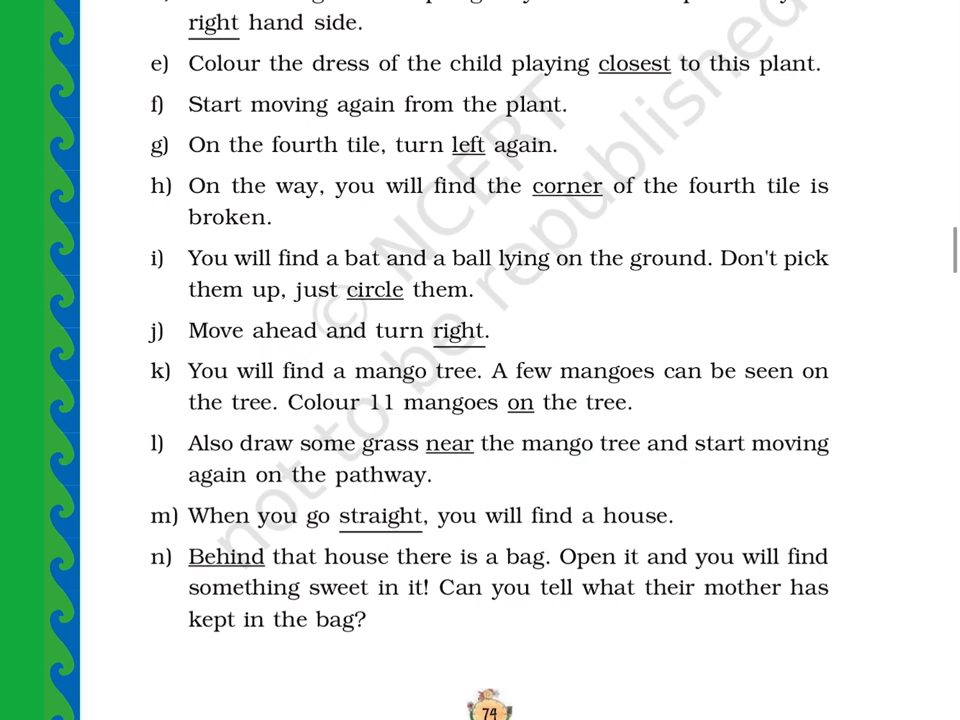 right hand side.
e) Colour the dress of the child playing closest to this plant.
f) Start moving again from the plant.
g) On the fourth tile, turn left again.
h) On the way, you will find the corner of the fourth tile is
broken.
i) You will find a bat and a ball lying on the ground. Don't pick
them up, just circle them.
j) Move ahead and turn right.
k) You will find a mango tree. A few mangoes can be seen on
the tree. Colour 11 mangoes on the tree.
l) Also draw some grass near the mango tree and start moving
again on the pathway.
m) When you go straight, you will find a house.
n) Behind that house there is a bag. Open it and you will find
something sweet in it! Can you tell what their mother has
kept in the bag?
© NCERT
not to be republished
74